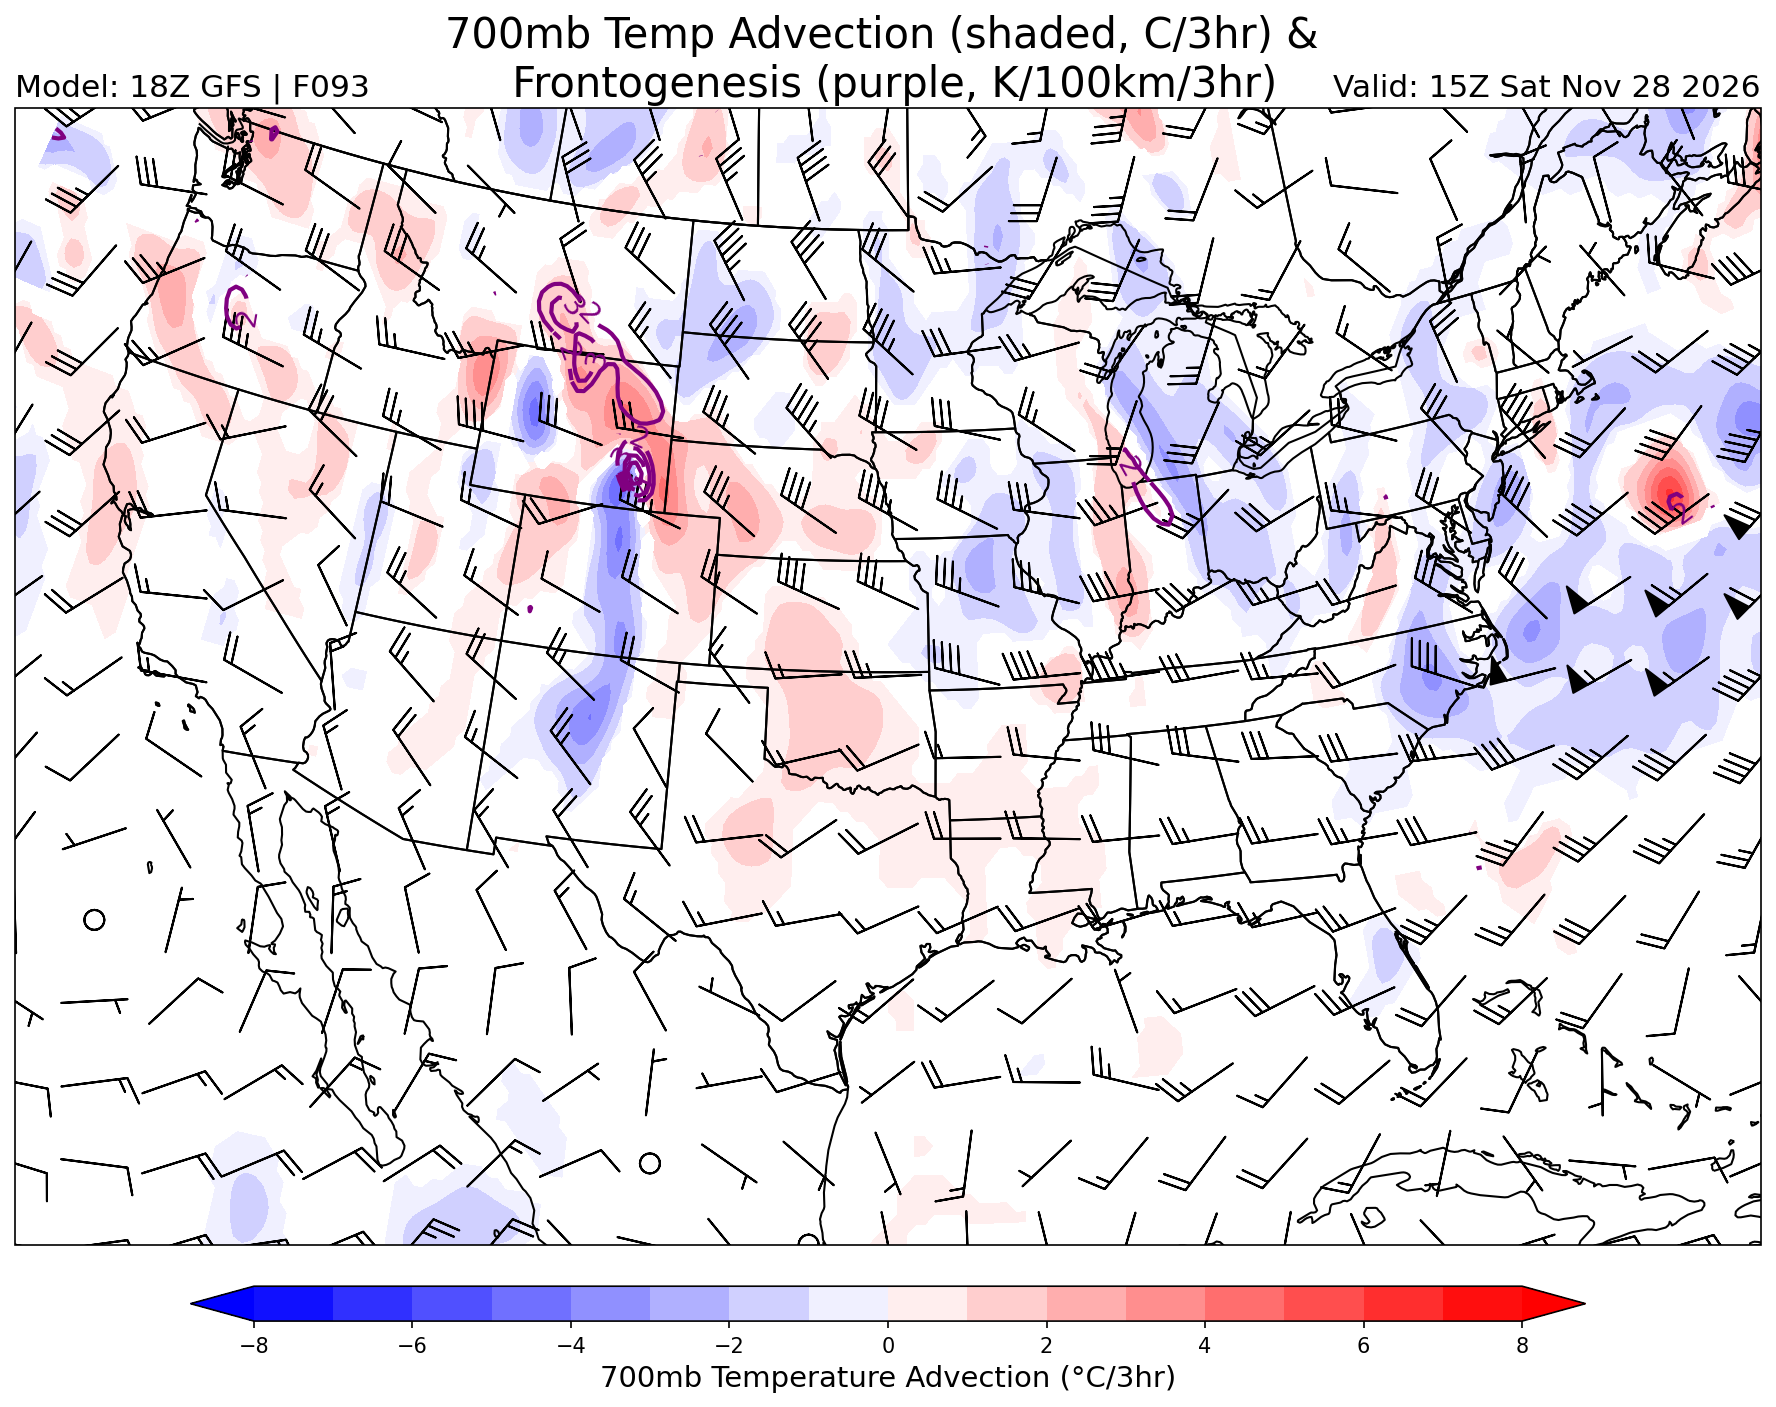 700mb Temp Advection (shaded, C/3hr) &
Frontogenesis (purple, K/100km/3hr)
Model: 18Z GFS | F093
Valid: 15Z Sat Nov 28 2026
−8 −6 −4 −2 0 2 4 6 8
700mb Temperature Advection (°C/3hr)